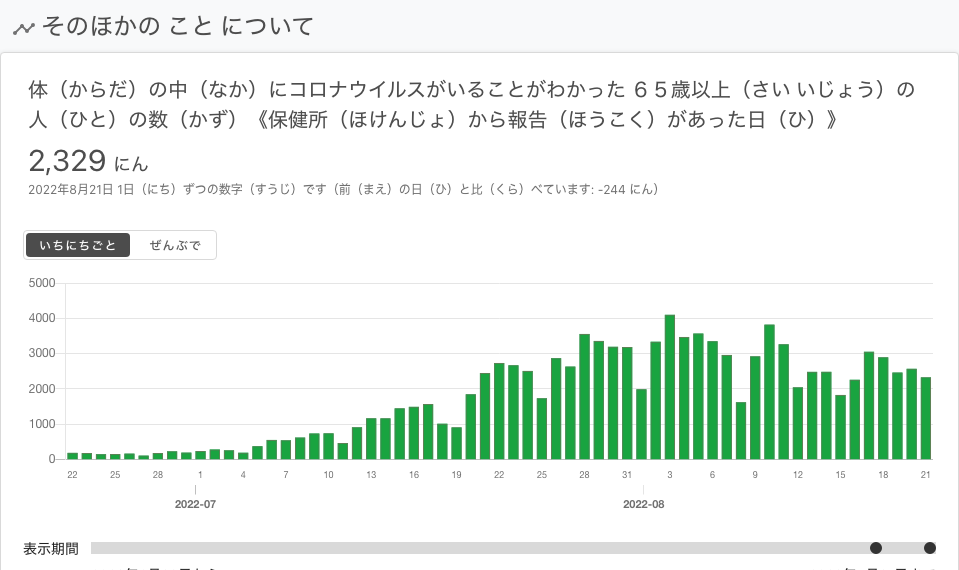 そのほかの こと について
体（からだ）の中（なか）にコロナウイルスがいることがわかった ６５歳以上（さい いじょう）の
人（ひと）の数（かず）《保健所（ほけんじょ）から報告（ほうこく）があった日（ひ）》
2,329 にん
2022年8月21日 1日（にち）ずつの数字（すうじ）です（前（まえ）の日（ひ）と比（くら）べています: -244 にん）
いちにちごと ぜんぶで
5000
4000
3000
2000
1000
0
22 25 28 1 4 7 10 13 16 19 22 25 28 31 3 6 9 12 15 18 21
2022-07 2022-08
表示期間